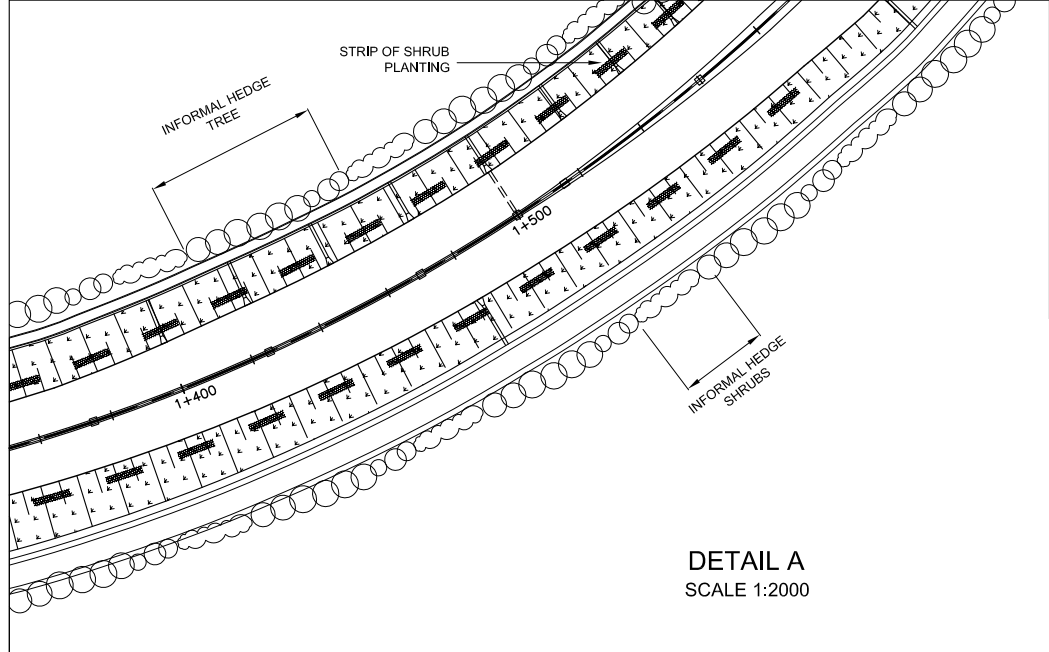 STRIP OF SHRUB
PLANTING
INFORMAL HEDGE
TREE
1+500
1+400
INFORMAL HEDGE
SHRUBS
DETAIL A
SCALE 1:2000